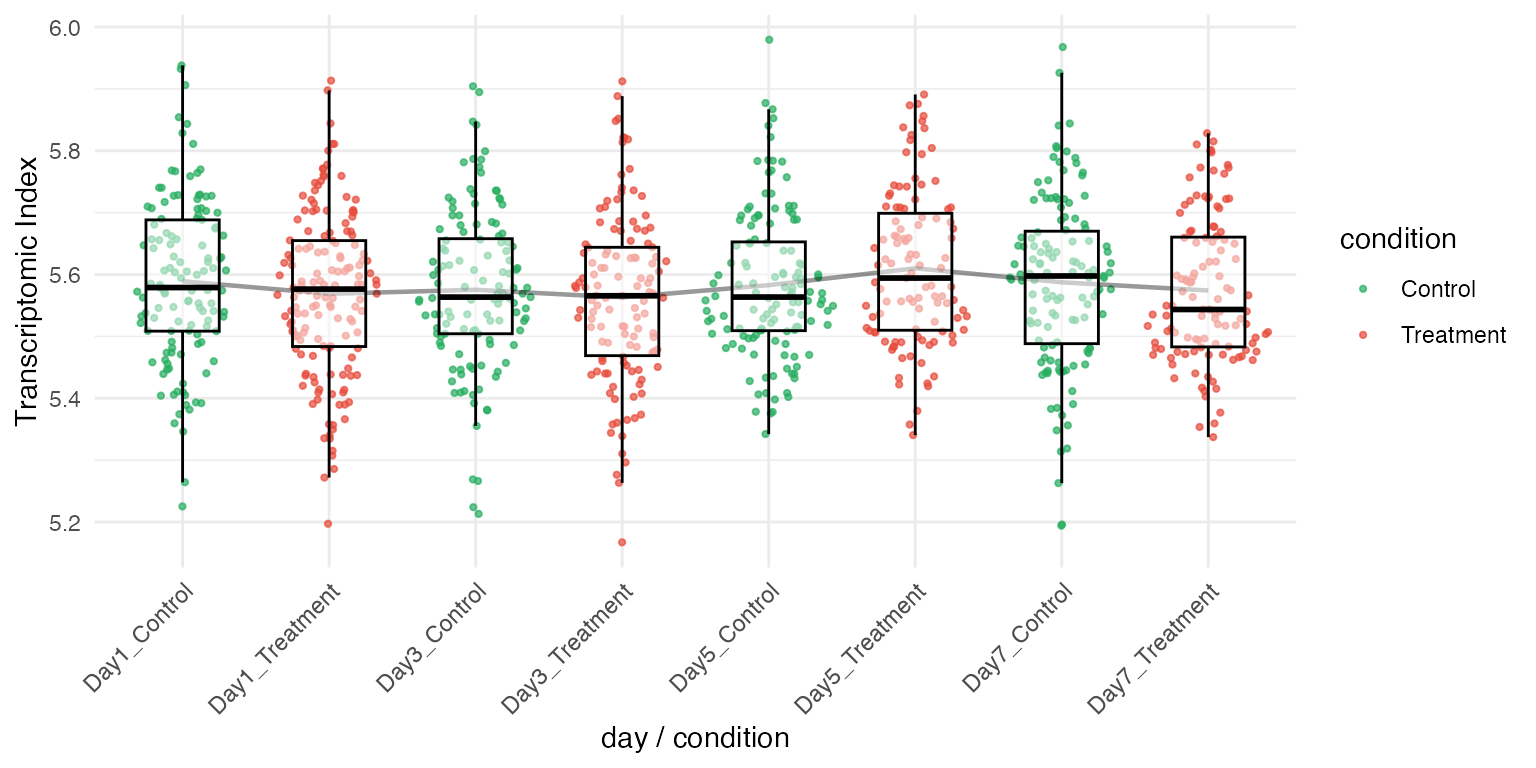 Transcriptomic Index
6.0
5.8
5.6
5.4
5.2
Day1_Control
Day1_Treatment
Day3_Control
Day3_Treatment
Day5_Control
Day5_Treatment
Day7_Control
Day7_Treatment
day / condition
condition
Control
Treatment